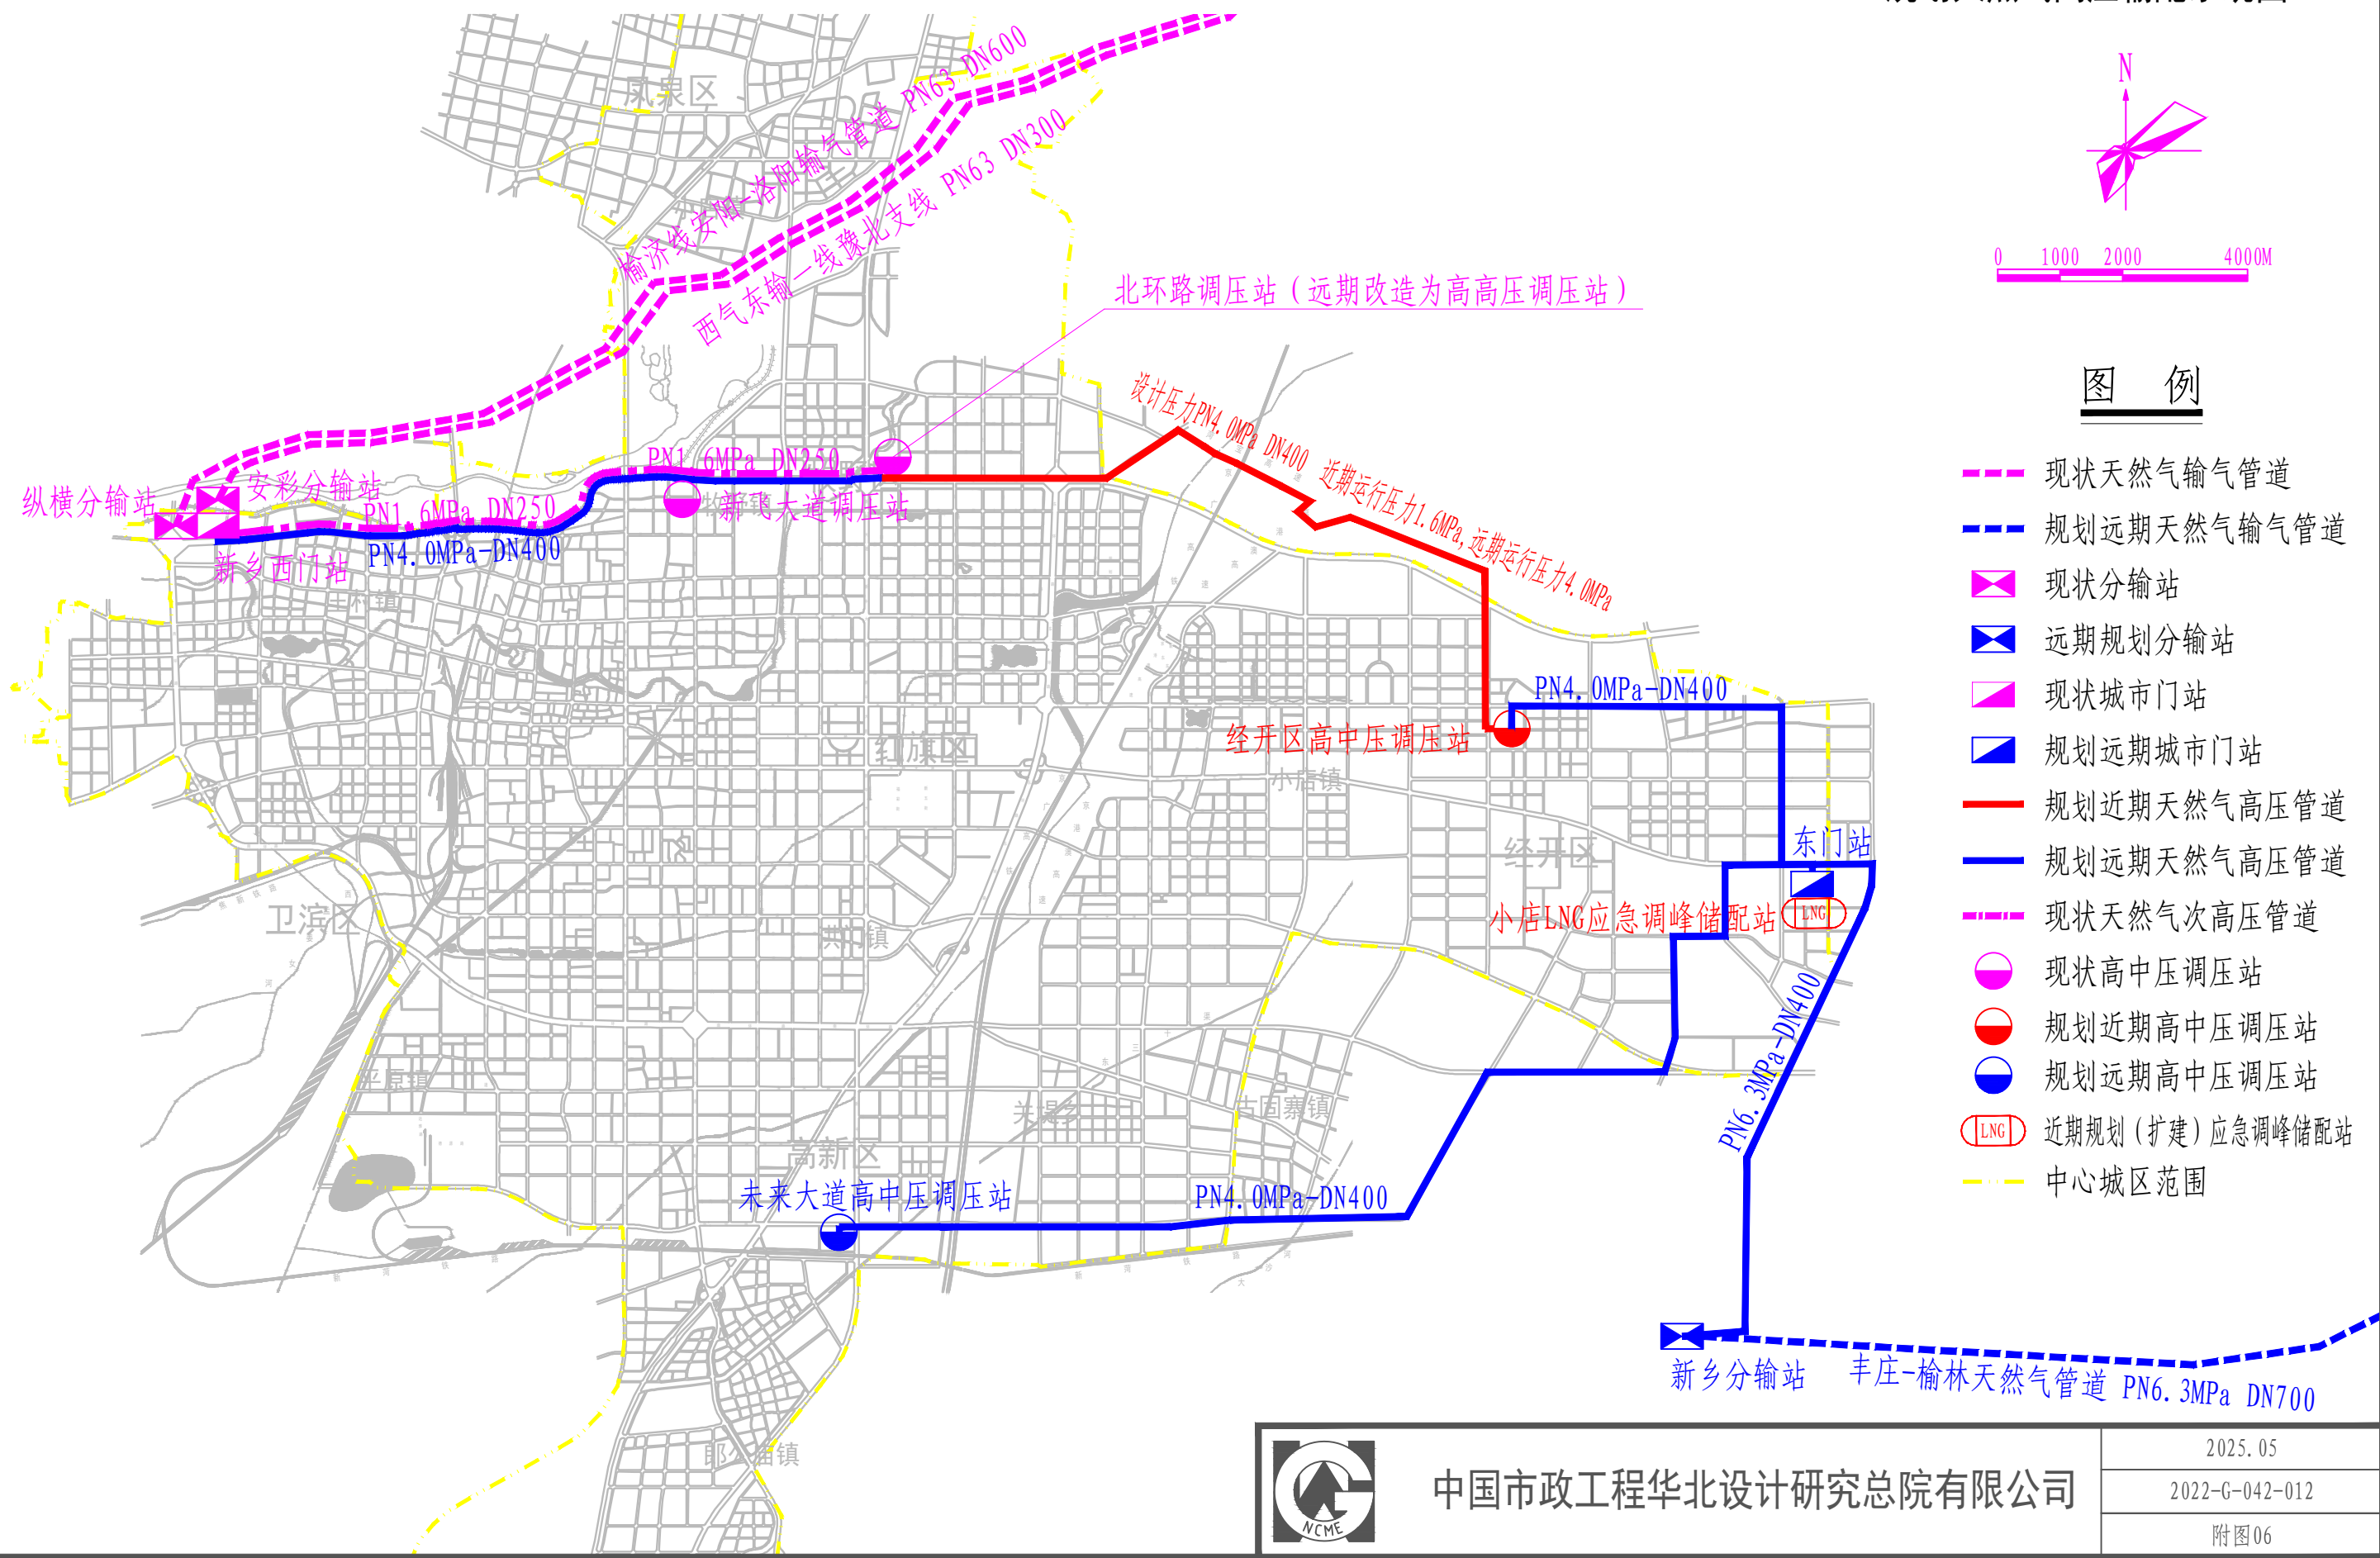 凤泉区
榆济线安阳-洛阳输气管道 PN63 DN600
西气东输一线豫北支线 PN63 DN300
N
0 1000 2000 4000M
北环路调压站（远期改造为高高压调压站）
设计压力PN4.0MPa DN400 近期运行压力1.6MPa,远期运行压力4.0MPa
图 例
现状天然气输气管道
规划远期天然气输气管道
现状分输站
远期规划分输站
现状城市门站
规划远期城市门站
规划近期天然气高压管道
规划远期天然气高压管道
现状天然气次高压管道
现状高中压调压站
规划近期高中压调压站
规划远期高中压调压站
LNG 近期规划（扩建）应急调峰储配站
中心城区范围
纵横分输站
安彩分输站
PN1.6MPa DN250
PN1.6MPa DN250
新飞大道调压站
新乡西门站
PN4.0MPa-DN400
王村镇
红旗区
经开区高中压调压站
PN4.0MPa-DN400
小店镇
经开区
东门站
小店LNG应急调峰储配站
LNG
卫滨区
洪门镇
PN6.3MPa-DN400
平原镇
关堤乡
古固寨镇
高新区
未来大道高中压调压站
PN4.0MPa-DN400
新乡分输站
丰庄-榆林天然气管道 PN6.3MPa DN700
郎公庙镇
NCME
中国市政工程华北设计研究总院有限公司
2025.05
2022-G-042-012
附图06